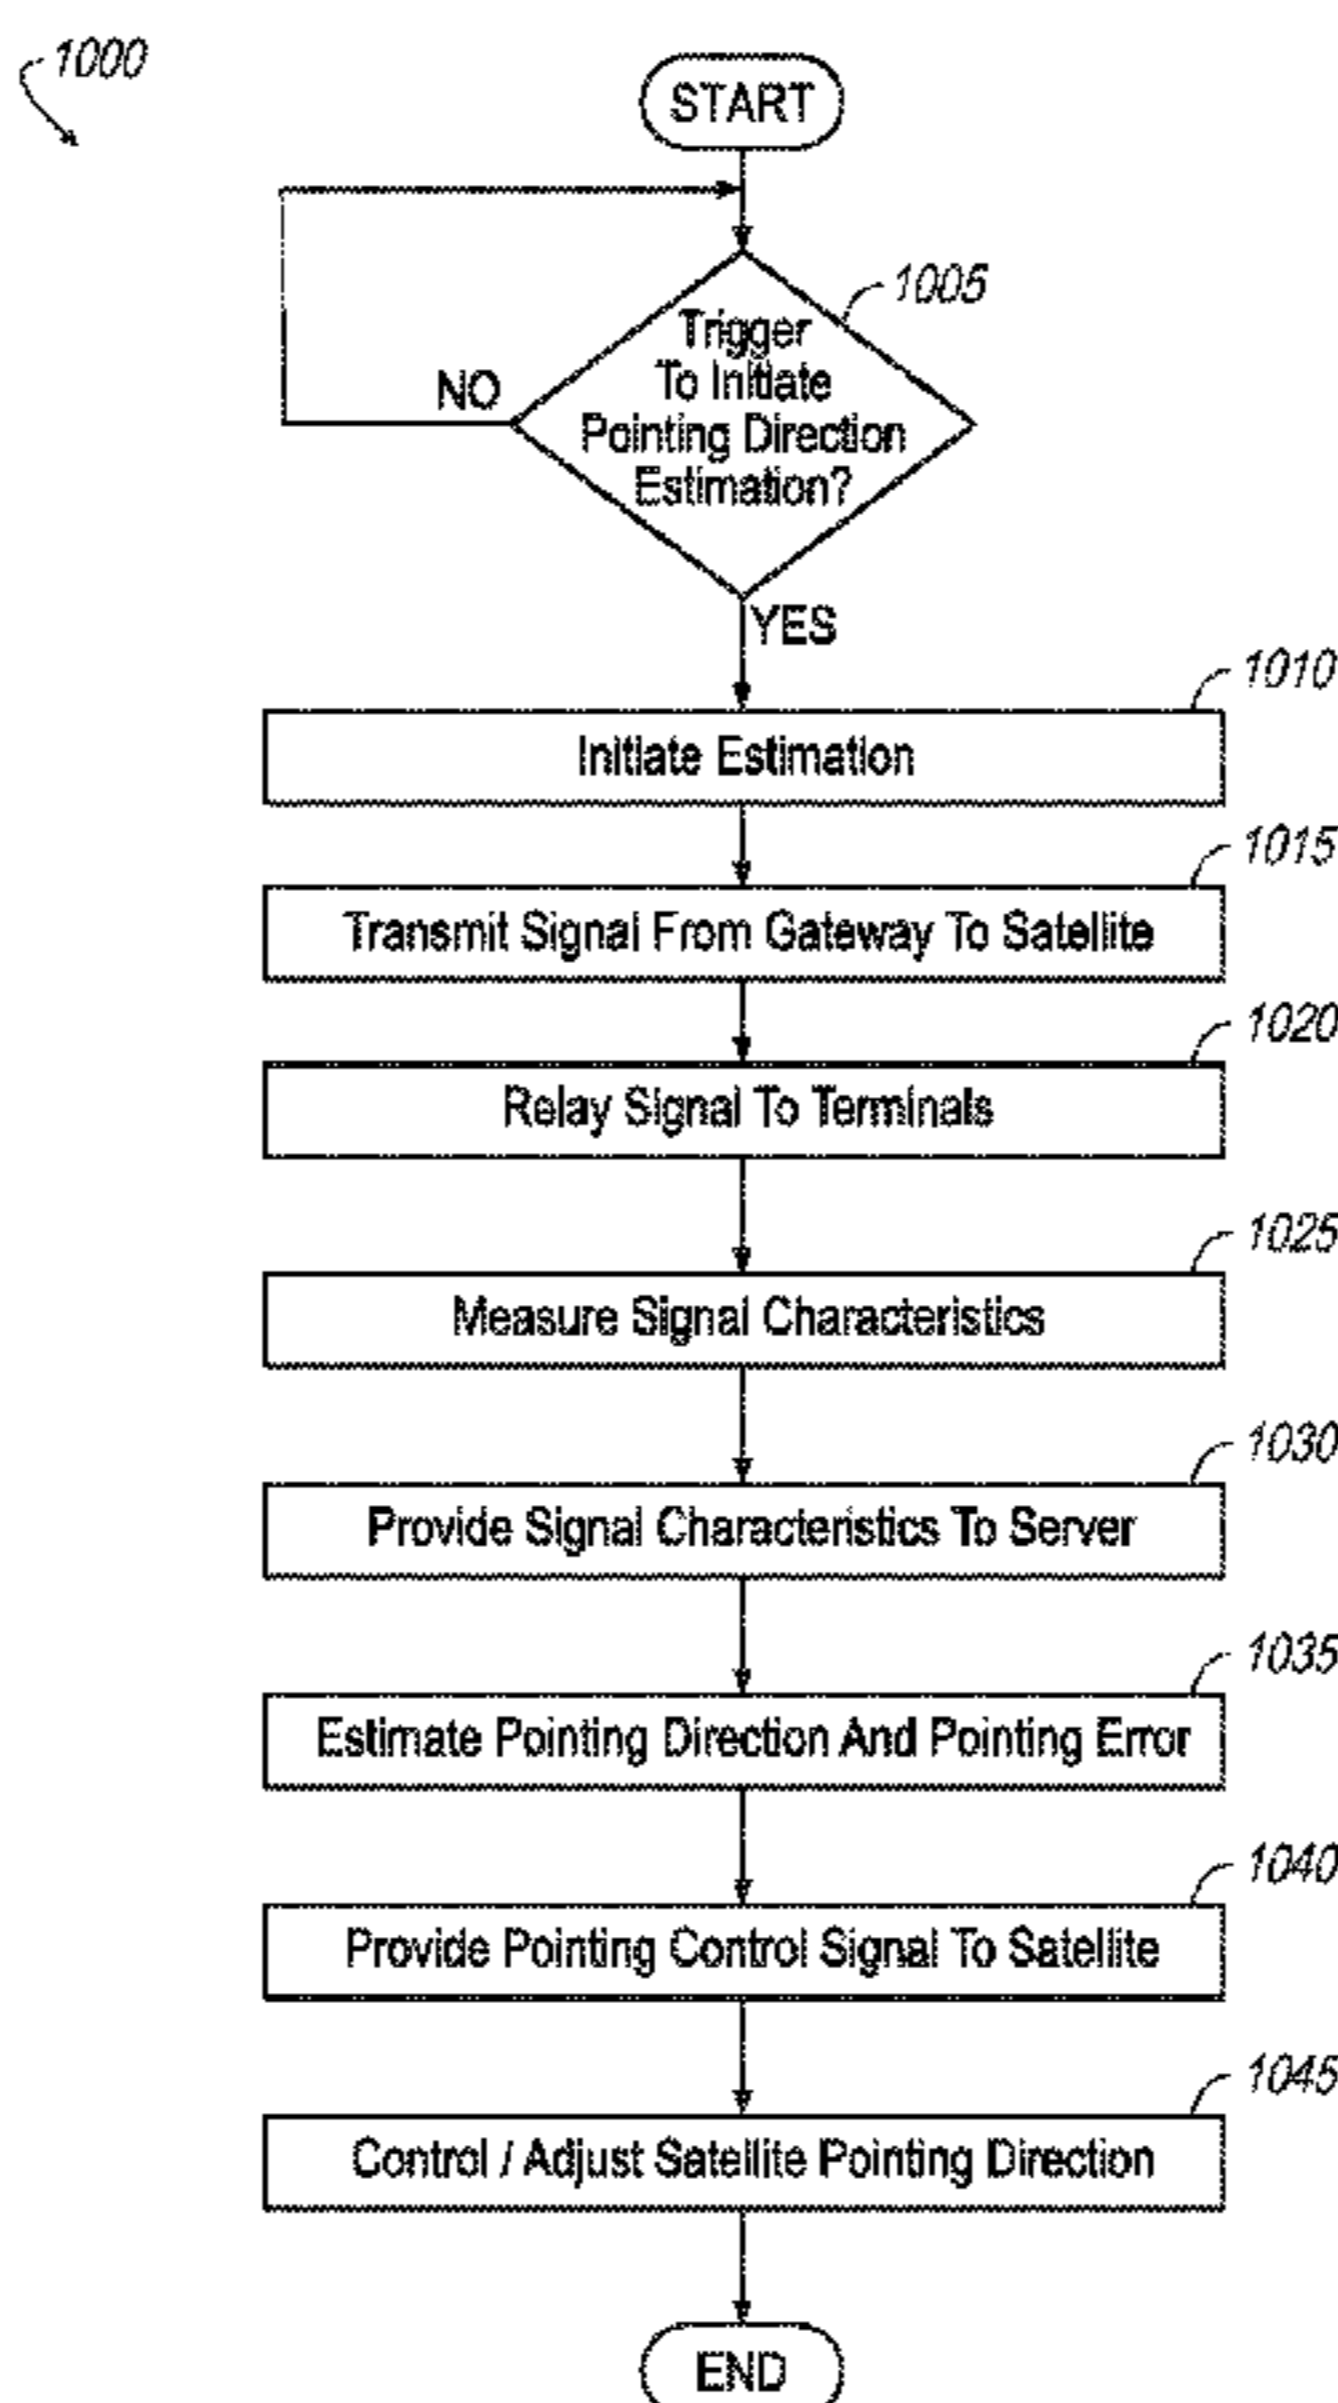 1000
START
1005
Trigger
To Initiate
Pointing Direction
Estimation?
NO
YES
1010
Initiate Estimation
1015
Transmit Signal From Gateway To Satellite
1020
Relay Signal To Terminals
1025
Measure Signal Characteristics
1030
Provide Signal Characteristics To Server
1035
Estimate Pointing Direction And Pointing Error
1040
Provide Pointing Control Signal To Satellite
1045
Control / Adjust Satellite Pointing Direction
END